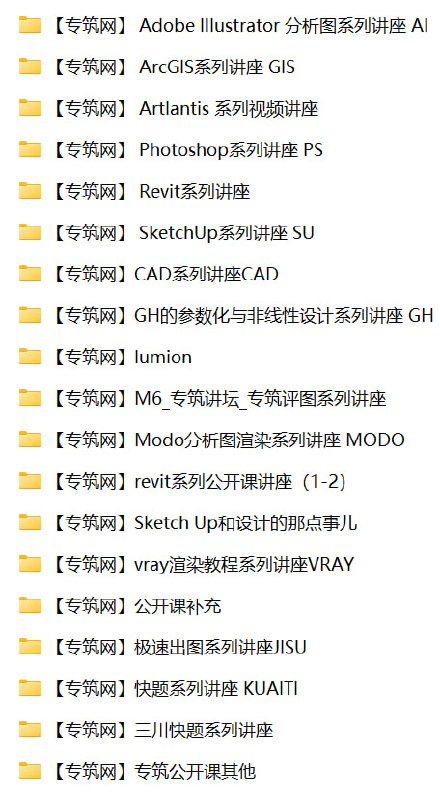 【专筑网】 Adobe Illustrator 分析图系列讲座 AI
【专筑网】 ArcGIS系列讲座 GIS
【专筑网】 Artlantis 系列视频讲座
【专筑网】 Photoshop系列讲座 PS
【专筑网】 Revit系列讲座
【专筑网】 SketchUp系列讲座 SU
【专筑网】CAD系列讲座CAD
【专筑网】GH的参数化与非线性设计系列讲座 GH
【专筑网】lumion
【专筑网】M6_专筑讲坛_专筑评图系列讲座
【专筑网】Modo分析图渲染系列讲座 MODO
【专筑网】revit系列公开课讲座（1-2）
【专筑网】Sketch Up和设计的那点事儿
【专筑网】vray渲染教程系列讲座VRAY
【专筑网】公开课补充
【专筑网】极速出图系列讲座JISU
【专筑网】快题系列讲座 KUAITI
【专筑网】三川快题系列讲座
【专筑网】专筑公开课其他